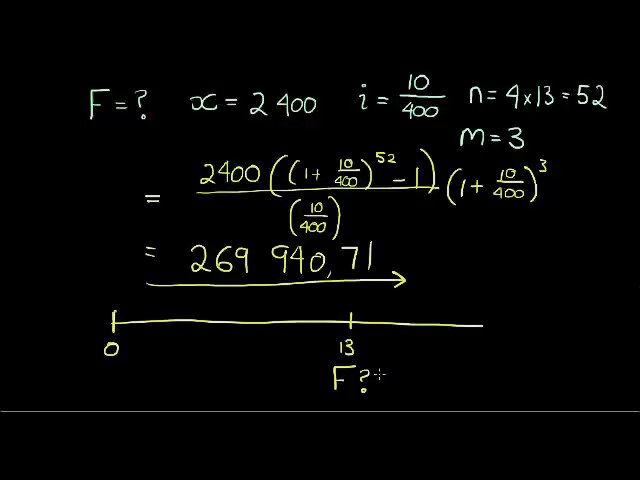 F = ? x = 2 400 i = 10/400 n = 4 × 13 = 52
m = 3
= 2400((1 + 10/400)^52 - 1)/(10/400) (1 + 10/400)^3
= 269 940,71
0 13
F?